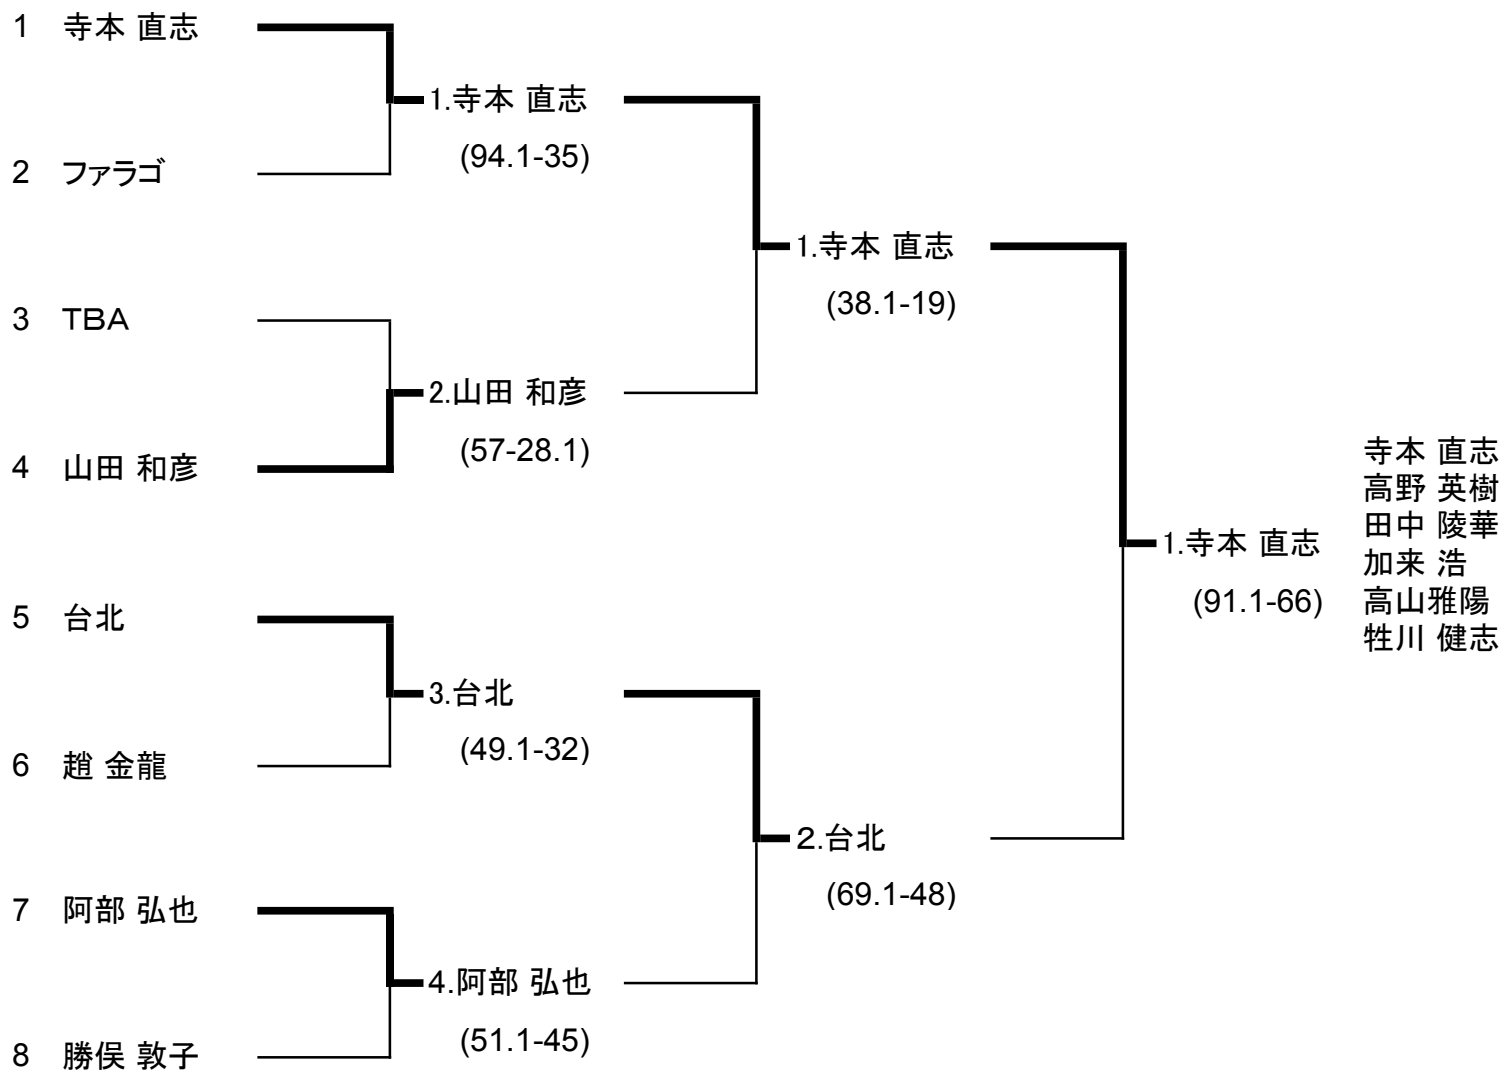 1 寺本 直志
1.寺本 直志
(94.1-35)
2 ファラゴ
1.寺本 直志
(38.1-19)
3 TBA
2.山田 和彦
(57-28.1)
4 山田 和彦
寺本 直志
高野 英樹
田中 陵華
加来 浩
高山雅陽
牲川 健志
1.寺本 直志
(91.1-66)
5 台北
3.台北
(49.1-32)
6 趙 金龍
2.台北
(69.1-48)
7 阿部 弘也
4.阿部 弘也
(51.1-45)
8 勝俣 敦子